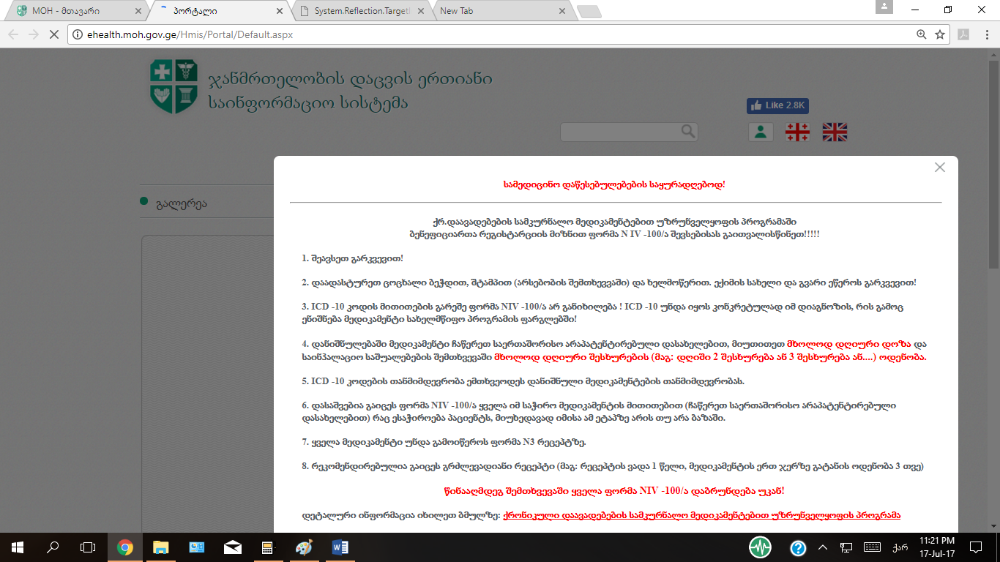 MOH - მთავარი
პორტალი
System.Reflection.Target
New Tab
ehealth.moh.gov.ge/Hmis/Portal/Default.aspx
ჯანმრთელობის დაცვის ერთიანი
საინფორმაციო სისტემა
Like 2.8K
გალერეა
სამედიცინო დაწესებულებების საყურადღებოდ!
ქრ.დაავადებების სამკურნალო მედიკამენტებით უზრუნველყოფის პროგრამაში
ბენეფიციართა რეგისტარციის მიზნით ფორმა N IV -100/ა შევსებისას გაითვალისწინეთ!!!!!
1. შეავსეთ გარკვევით!
2. დაადასტურეთ ცოცხალი ბეჭდით, შტამპით (არსებობის შემთხევვაში) და ხელმოწერით. ექიმის სახელი და გვარი ეწეროს გარკვევით!
3. ICD -10 კოდის მითითების გარეშე ფორმა NIV -100/ა არ განიხილება ! ICD -10 უნდა იყოს კონკრეტულად იმ დიაგნოზის, რის გამოც
ენიშნება მედიკამენტი სახელმწიფო პროგრამის ფარგლებში!
4. დანიშნულებაში მედიკამენტი ჩაწერეთ საერთაშორისო არაპატენტირებული დასახელებით, მიუთითეთ მხოლოდ დღიური დოზა და
საინჰალაციო საშუალებების შემთხვევაში მხოლოდ დღიური შესხურების (მაგ: დღიში 2 შესხურება ან 3 შესხურება ან....) ოდენობა.
5. ICD -10 კოდების თანმიმდევრობა ემთხვეოდეს დანიშნული მედიკამენტების თანმიმდევრობას.
6. დასაშვებია გაიცეს ფორმა NIV -100/ა ყველა იმ საჭირო მედიკამენტის მითითებით (ჩაწერეთ საერთაშორისო არაპატენტირებული
დასახელებით) რაც ესაჭიროება პაციენტს, მიუხედავად იმისა ამ ეტაპზე არის თუ არა ბაზაში.
7. ყველა მედიკამენტი უნდა გამოიწეროს ფორმა N3 რეცეპტზე.
8. რეკომენდირებულია გაიცეს გრძლევადიანი რეცეპტი (მაგ: რეცეპტის ვადა 1 წელი, მედიკამენტის ერთ ჯერზე გატანის ოდენობა 3 თვე)
წინააღმდეგ შემთხვევაში ყველა ფორმა NIV -100/ა დაბრუნდება უკან!
დეტალური ინფორმაცია იხილეთ ბმულზე: ქრონიკული დაავადებების სამკურნალო მედიკამენტებით უზრუნველყოფის პროგრამა
ქარ
11:21 PM
17-Jul-17